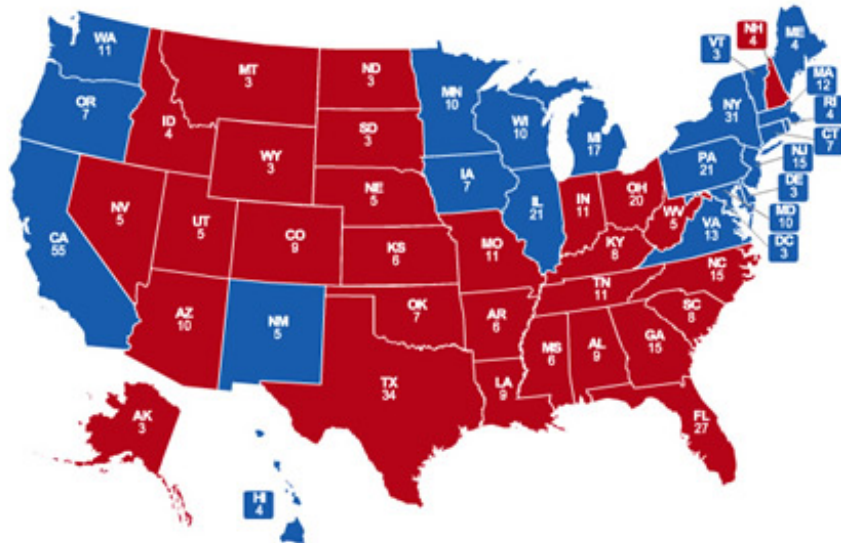 WA
11
OR
7
CA
55
NV
5
ID
4
MT
3
WY
3
UT
5
AZ
10
CO
9
NM
5
ND
3
SD
3
NE
5
KS
6
OK
7
TX
34
MN
10
IA
7
MO
11
AR
6
LA
9
WI
10
IL
21
MI
17
IN
11
OH
20
KY
8
TN
11
MS
6
AL
9
GA
15
FL
27
SC
8
NC
15
VA
13
WV
5
PA
21
NY
31
VT
3
NH
4
ME
4
MA
12
RI
4
CT
7
NJ
15
DE
3
MD
10
DC
3
AK
3
HI
4